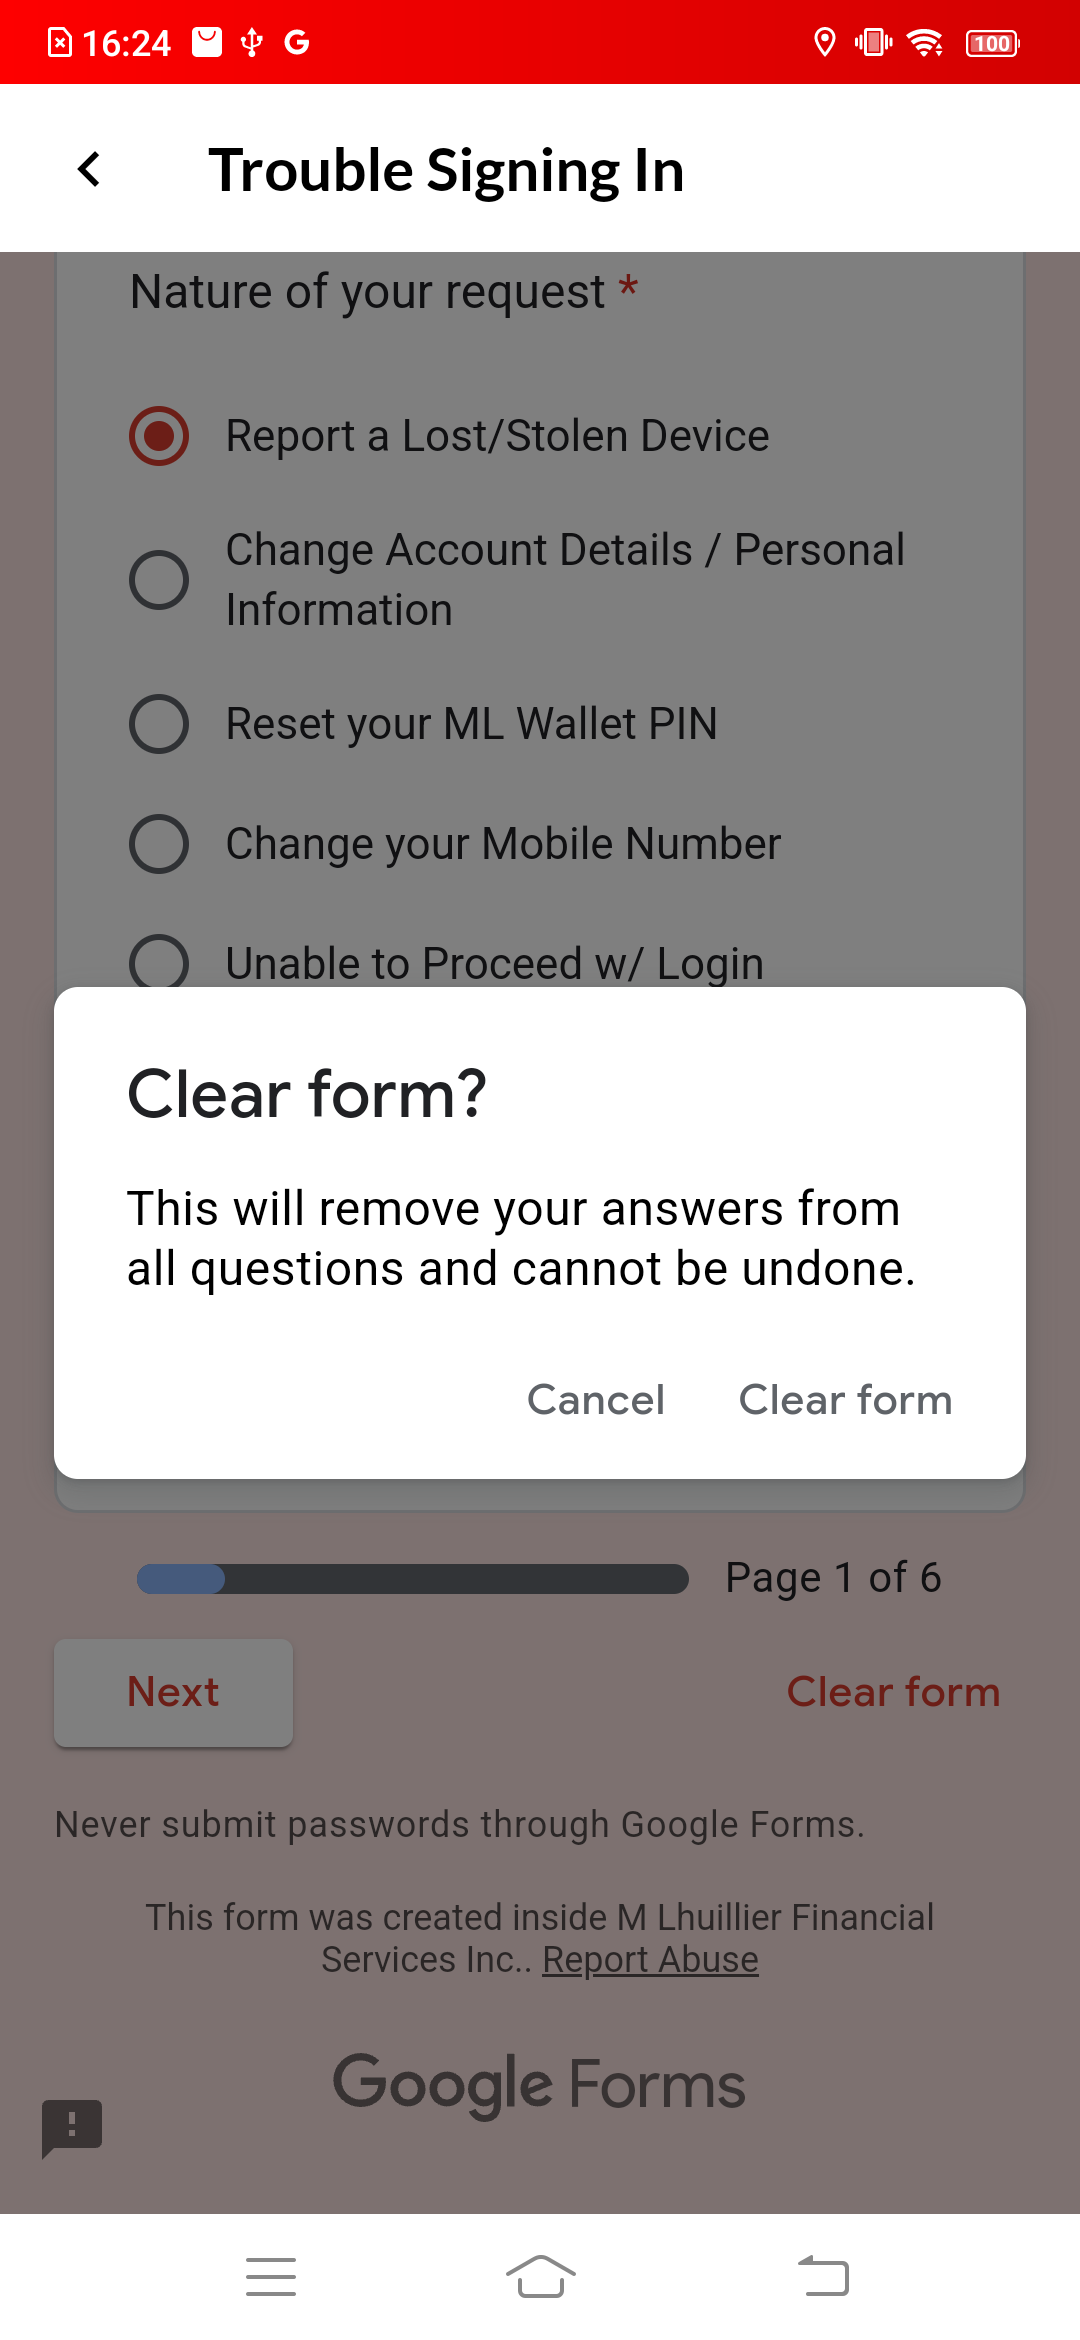 16:24
100
Trouble Signing In
Nature of your request *
Report a Lost/Stolen Device
Change Account Details / Personal
Information
Reset your ML Wallet PIN
Change your Mobile Number
Unable to Proceed w/ Login
Clear form?
This will remove your answers from
all questions and cannot be undone.
Cancel Clear form
Page 1 of 6
Next Clear form
Never submit passwords through Google Forms.
This form was created inside M Lhuillier Financial
Services Inc.. Report Abuse
Google Forms